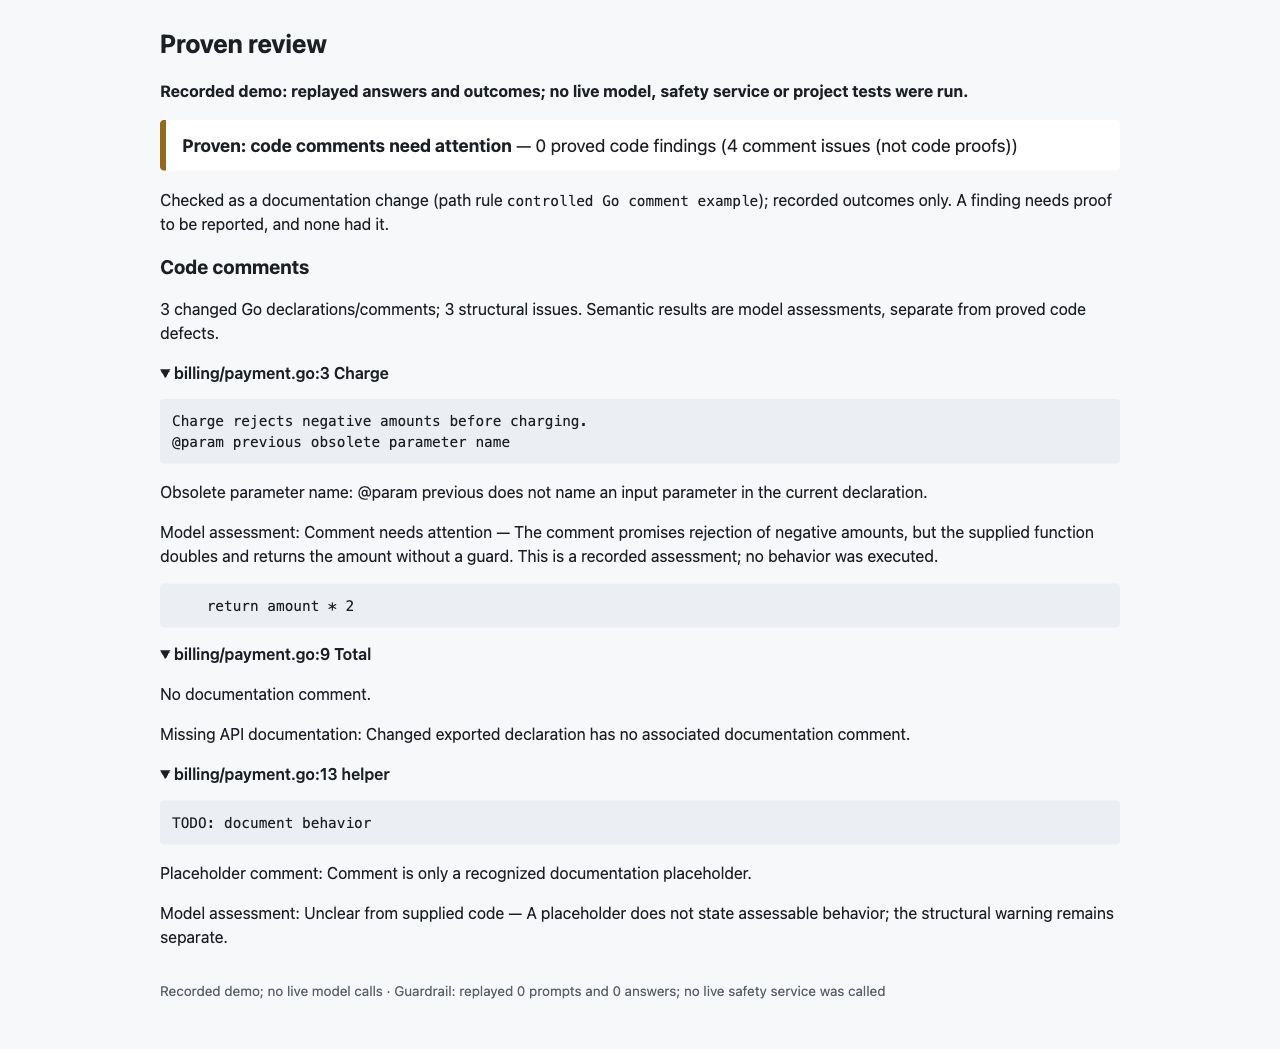 Proven review
Recorded demo: replayed answers and outcomes; no live model, safety service or project tests were run.
Proven: code comments need attention — 0 proved code findings (4 comment issues (not code proofs))
Checked as a documentation change (path rule controlled Go comment example); recorded outcomes only. A finding needs proof
to be reported, and none had it.
Code comments
3 changed Go declarations/comments; 3 structural issues. Semantic results are model assessments, separate from proved code
defects.
▼ billing/payment.go:3 Charge
Charge rejects negative amounts before charging.
@param previous obsolete parameter name
Obsolete parameter name: @param previous does not name an input parameter in the current declaration.
Model assessment: Comment needs attention — The comment promises rejection of negative amounts, but the supplied function
doubles and returns the amount without a guard. This is a recorded assessment; no behavior was executed.
return amount * 2
▼ billing/payment.go:9 Total
No documentation comment.
Missing API documentation: Changed exported declaration has no associated documentation comment.
▼ billing/payment.go:13 helper
TODO: document behavior
Placeholder comment: Comment is only a recognized documentation placeholder.
Model assessment: Unclear from supplied code — A placeholder does not state assessable behavior; the structural warning remains
separate.
Recorded demo; no live model calls · Guardrail: replayed 0 prompts and 0 answers; no live safety service was called